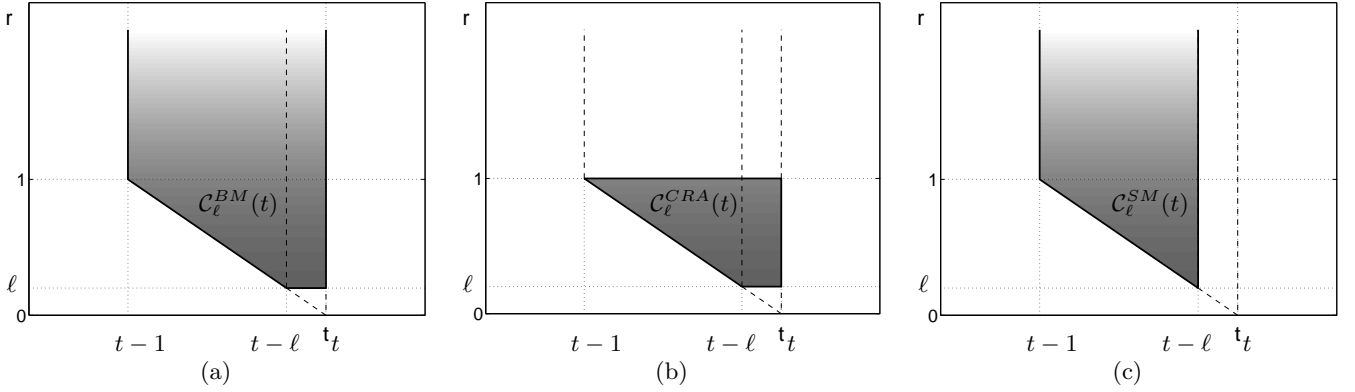 r
1
ℓ
0
C_ℓ^{BM}(t)
t − 1
t − ℓ
t
t
(a)
r
1
ℓ
0
C_ℓ^{CRA}(t)
t − 1
t − ℓ
t
t
(b)
r
1
ℓ
0
C_ℓ^{SM}(t)
t − 1
t − ℓ
t
t
(c)